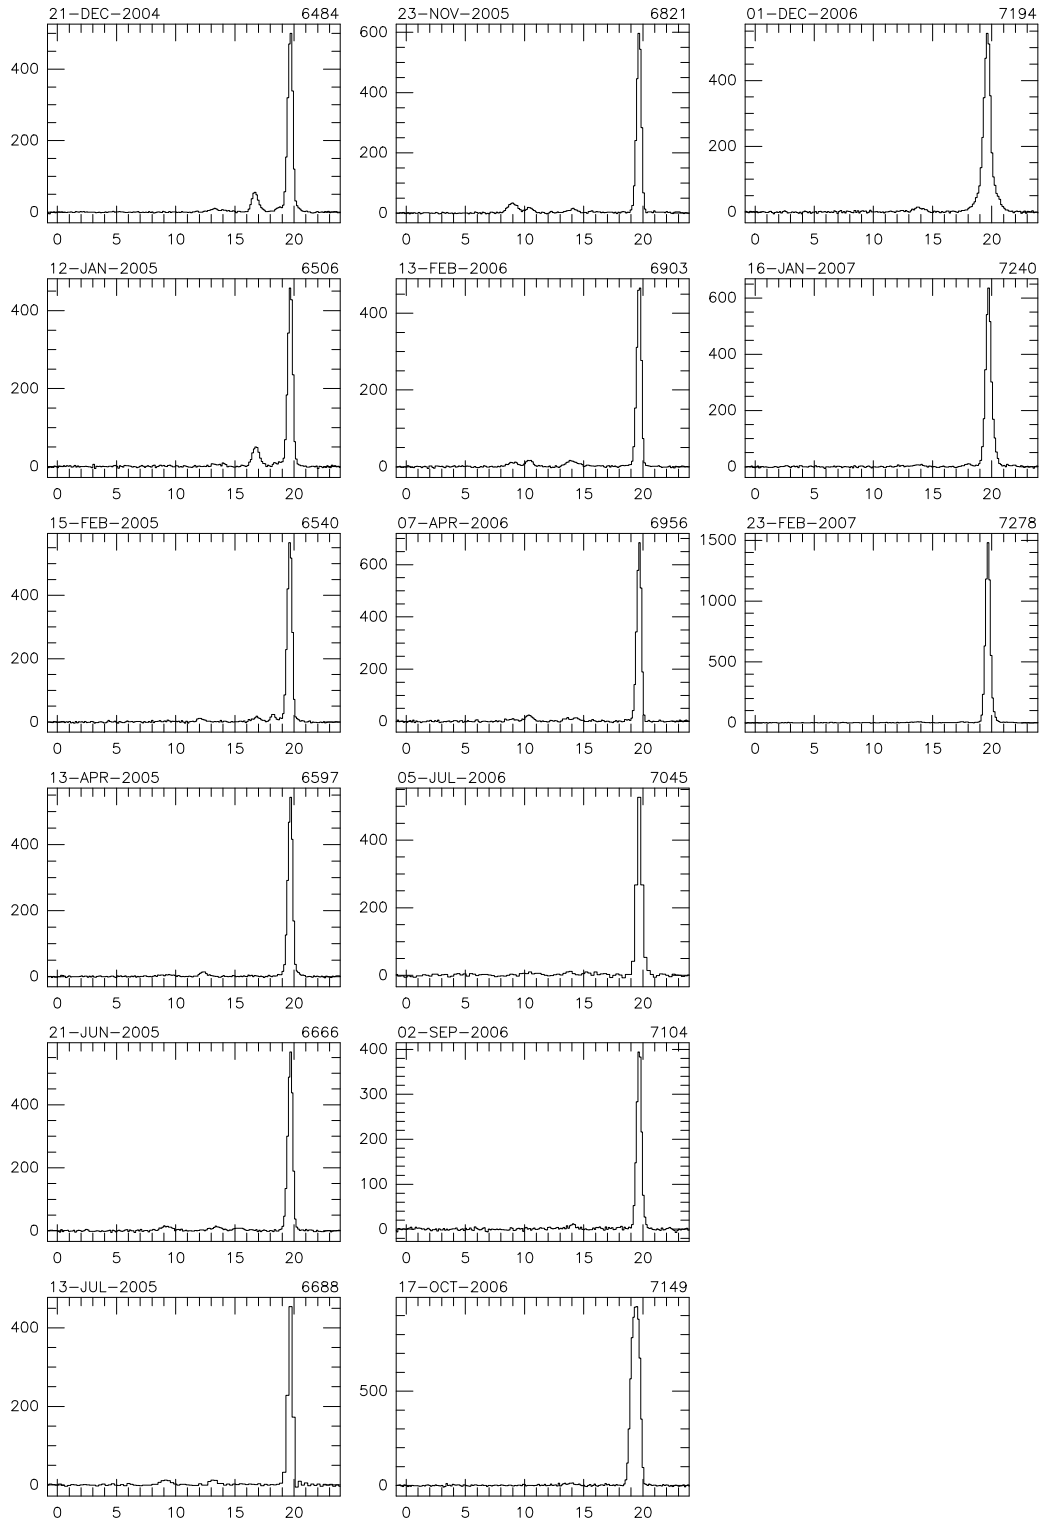 21-DEC-2004 6484
400
200
0
0 5 10 15 20
12-JAN-2005 6506
400
200
0
0 5 10 15 20
15-FEB-2005 6540
400
200
0
0 5 10 15 20
13-APR-2005 6597
400
200
0
0 5 10 15 20
21-JUN-2005 6666
400
200
0
0 5 10 15 20
13-JUL-2005 6688
400
200
0
0 5 10 15 20
23-NOV-2005 6821
600
400
200
0
0 5 10 15 20
13-FEB-2006 6903
400
200
0
0 5 10 15 20
07-APR-2006 6956
600
400
200
0
0 5 10 15 20
05-JUL-2006 7045
400
200
0
0 5 10 15 20
02-SEP-2006 7104
400
300
200
100
0
0 5 10 15 20
17-OCT-2006 7149
500
0
0 5 10 15 20
01-DEC-2006 7194
400
200
0
0 5 10 15 20
16-JAN-2007 7240
600
400
200
0
0 5 10 15 20
23-FEB-2007 7278
1500
1000
500
0
0 5 10 15 20